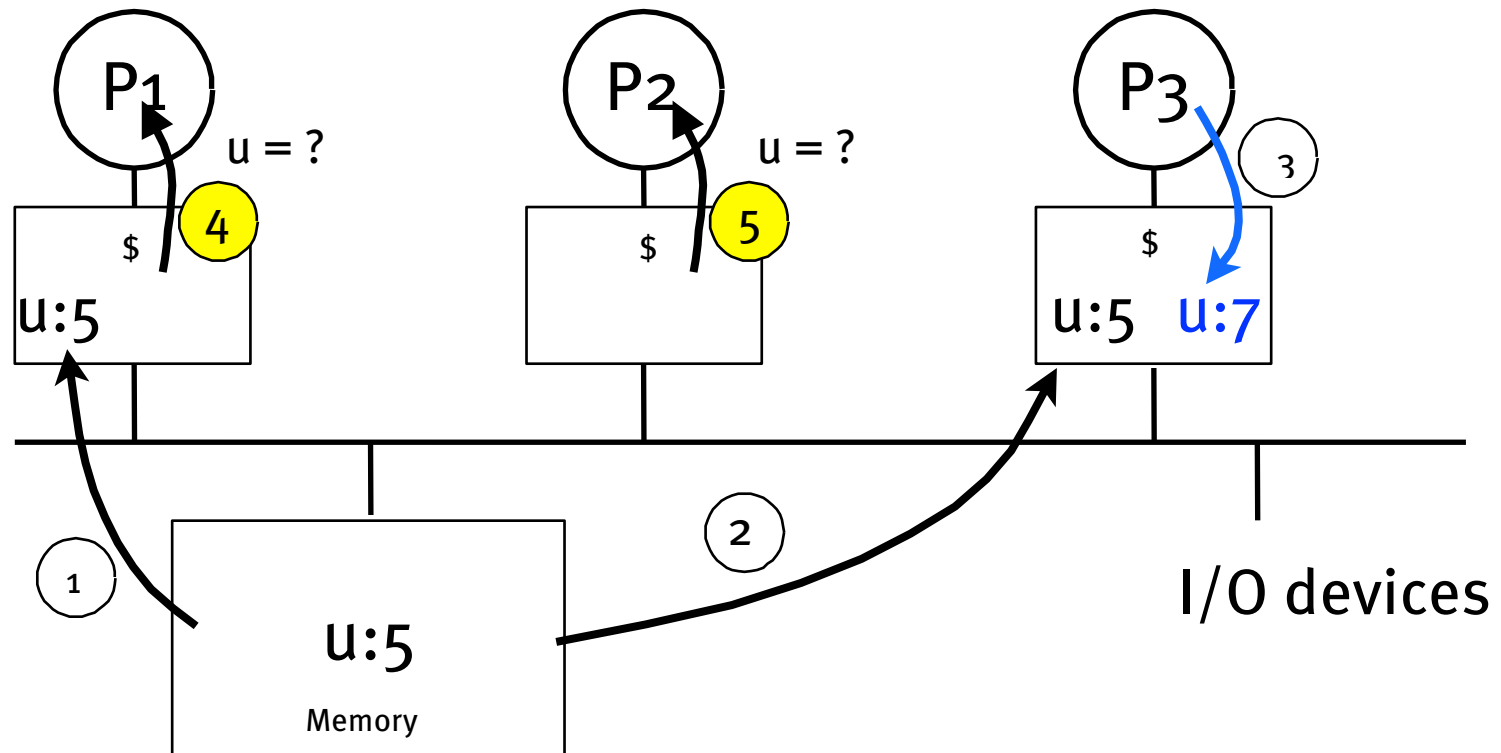 P1
P2
P3
u = ?
u = ?
3
4
5
$
$
$
u:5
u:5
u:7
1
2
I/O devices
u:5
Memory